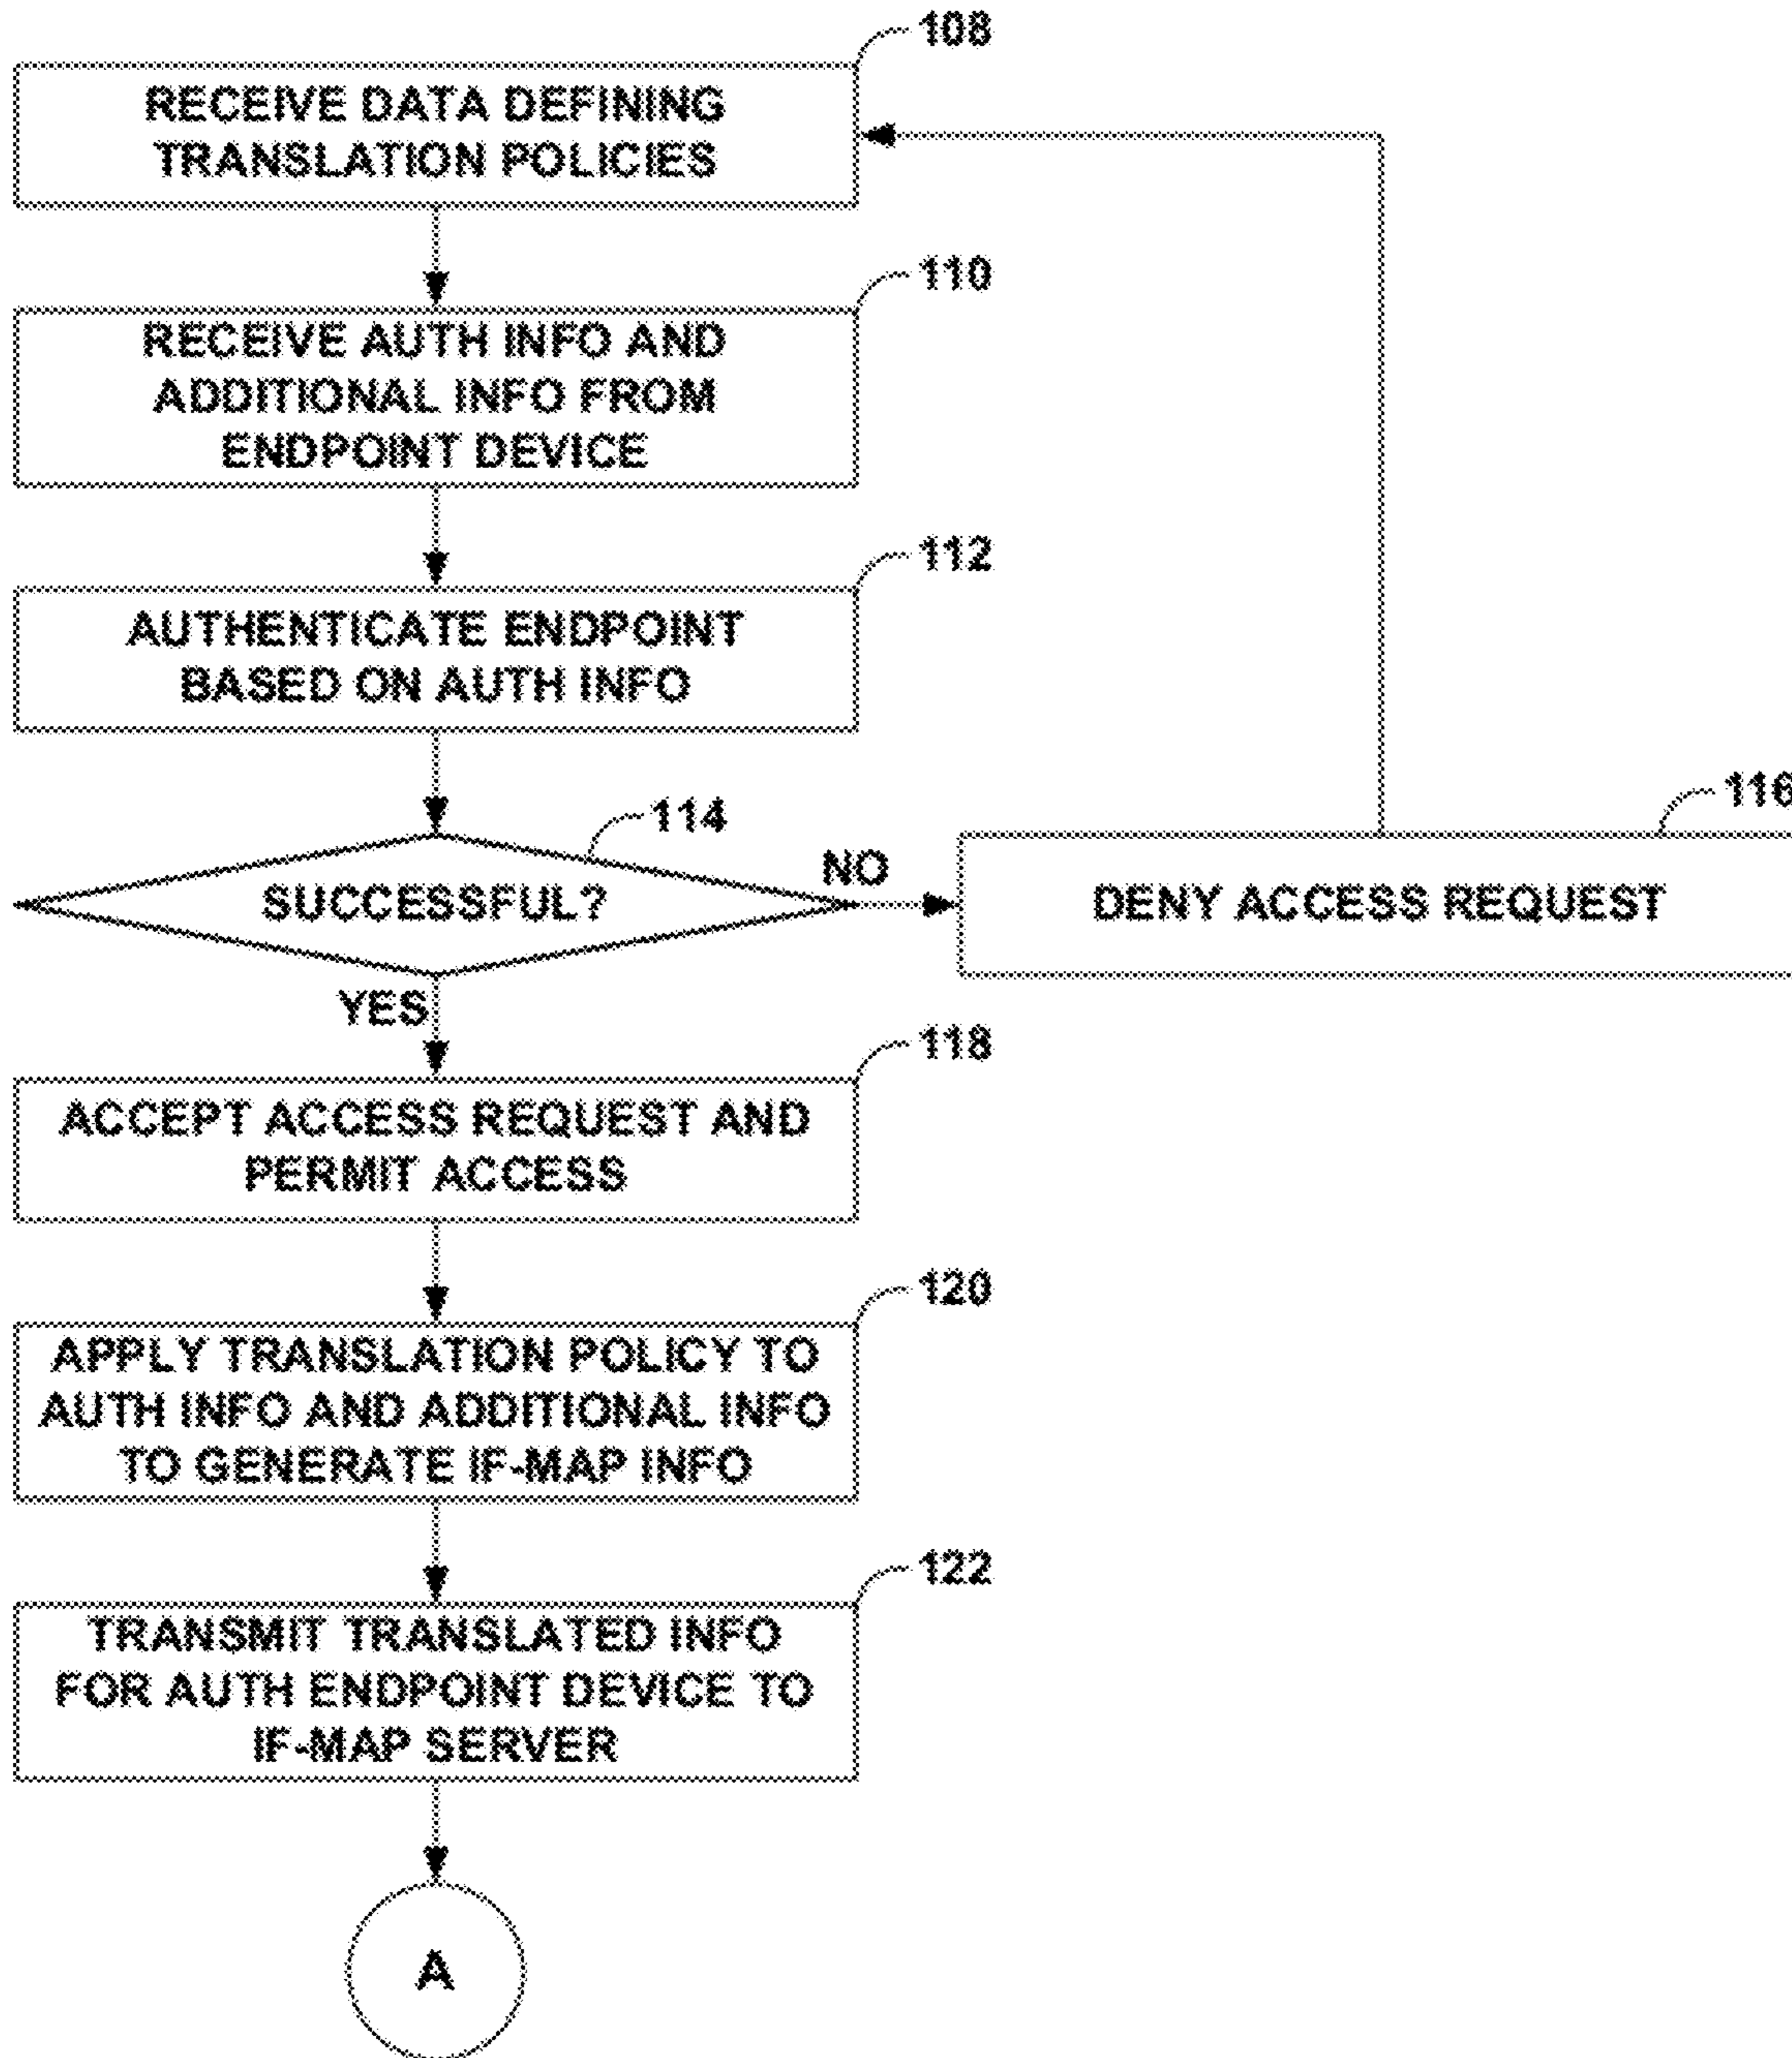 108
RECEIVE DATA DEFINING
TRANSLATION POLICIES
110
RECEIVE AUTH INFO AND
ADDITIONAL INFO FROM
ENDPOINT DEVICE
112
AUTHENTICATE ENDPOINT
BASED ON AUTH INFO
114
SUCCESSFUL?
NO
116
DENY ACCESS REQUEST
YES
118
ACCEPT ACCESS REQUEST AND
PERMIT ACCESS
120
APPLY TRANSLATION POLICY TO
AUTH INFO AND ADDITIONAL INFO
TO GENERATE IF-MAP INFO
122
TRANSMIT TRANSLATED INFO
FOR AUTH ENDPOINT DEVICE TO
IF-MAP SERVER
A